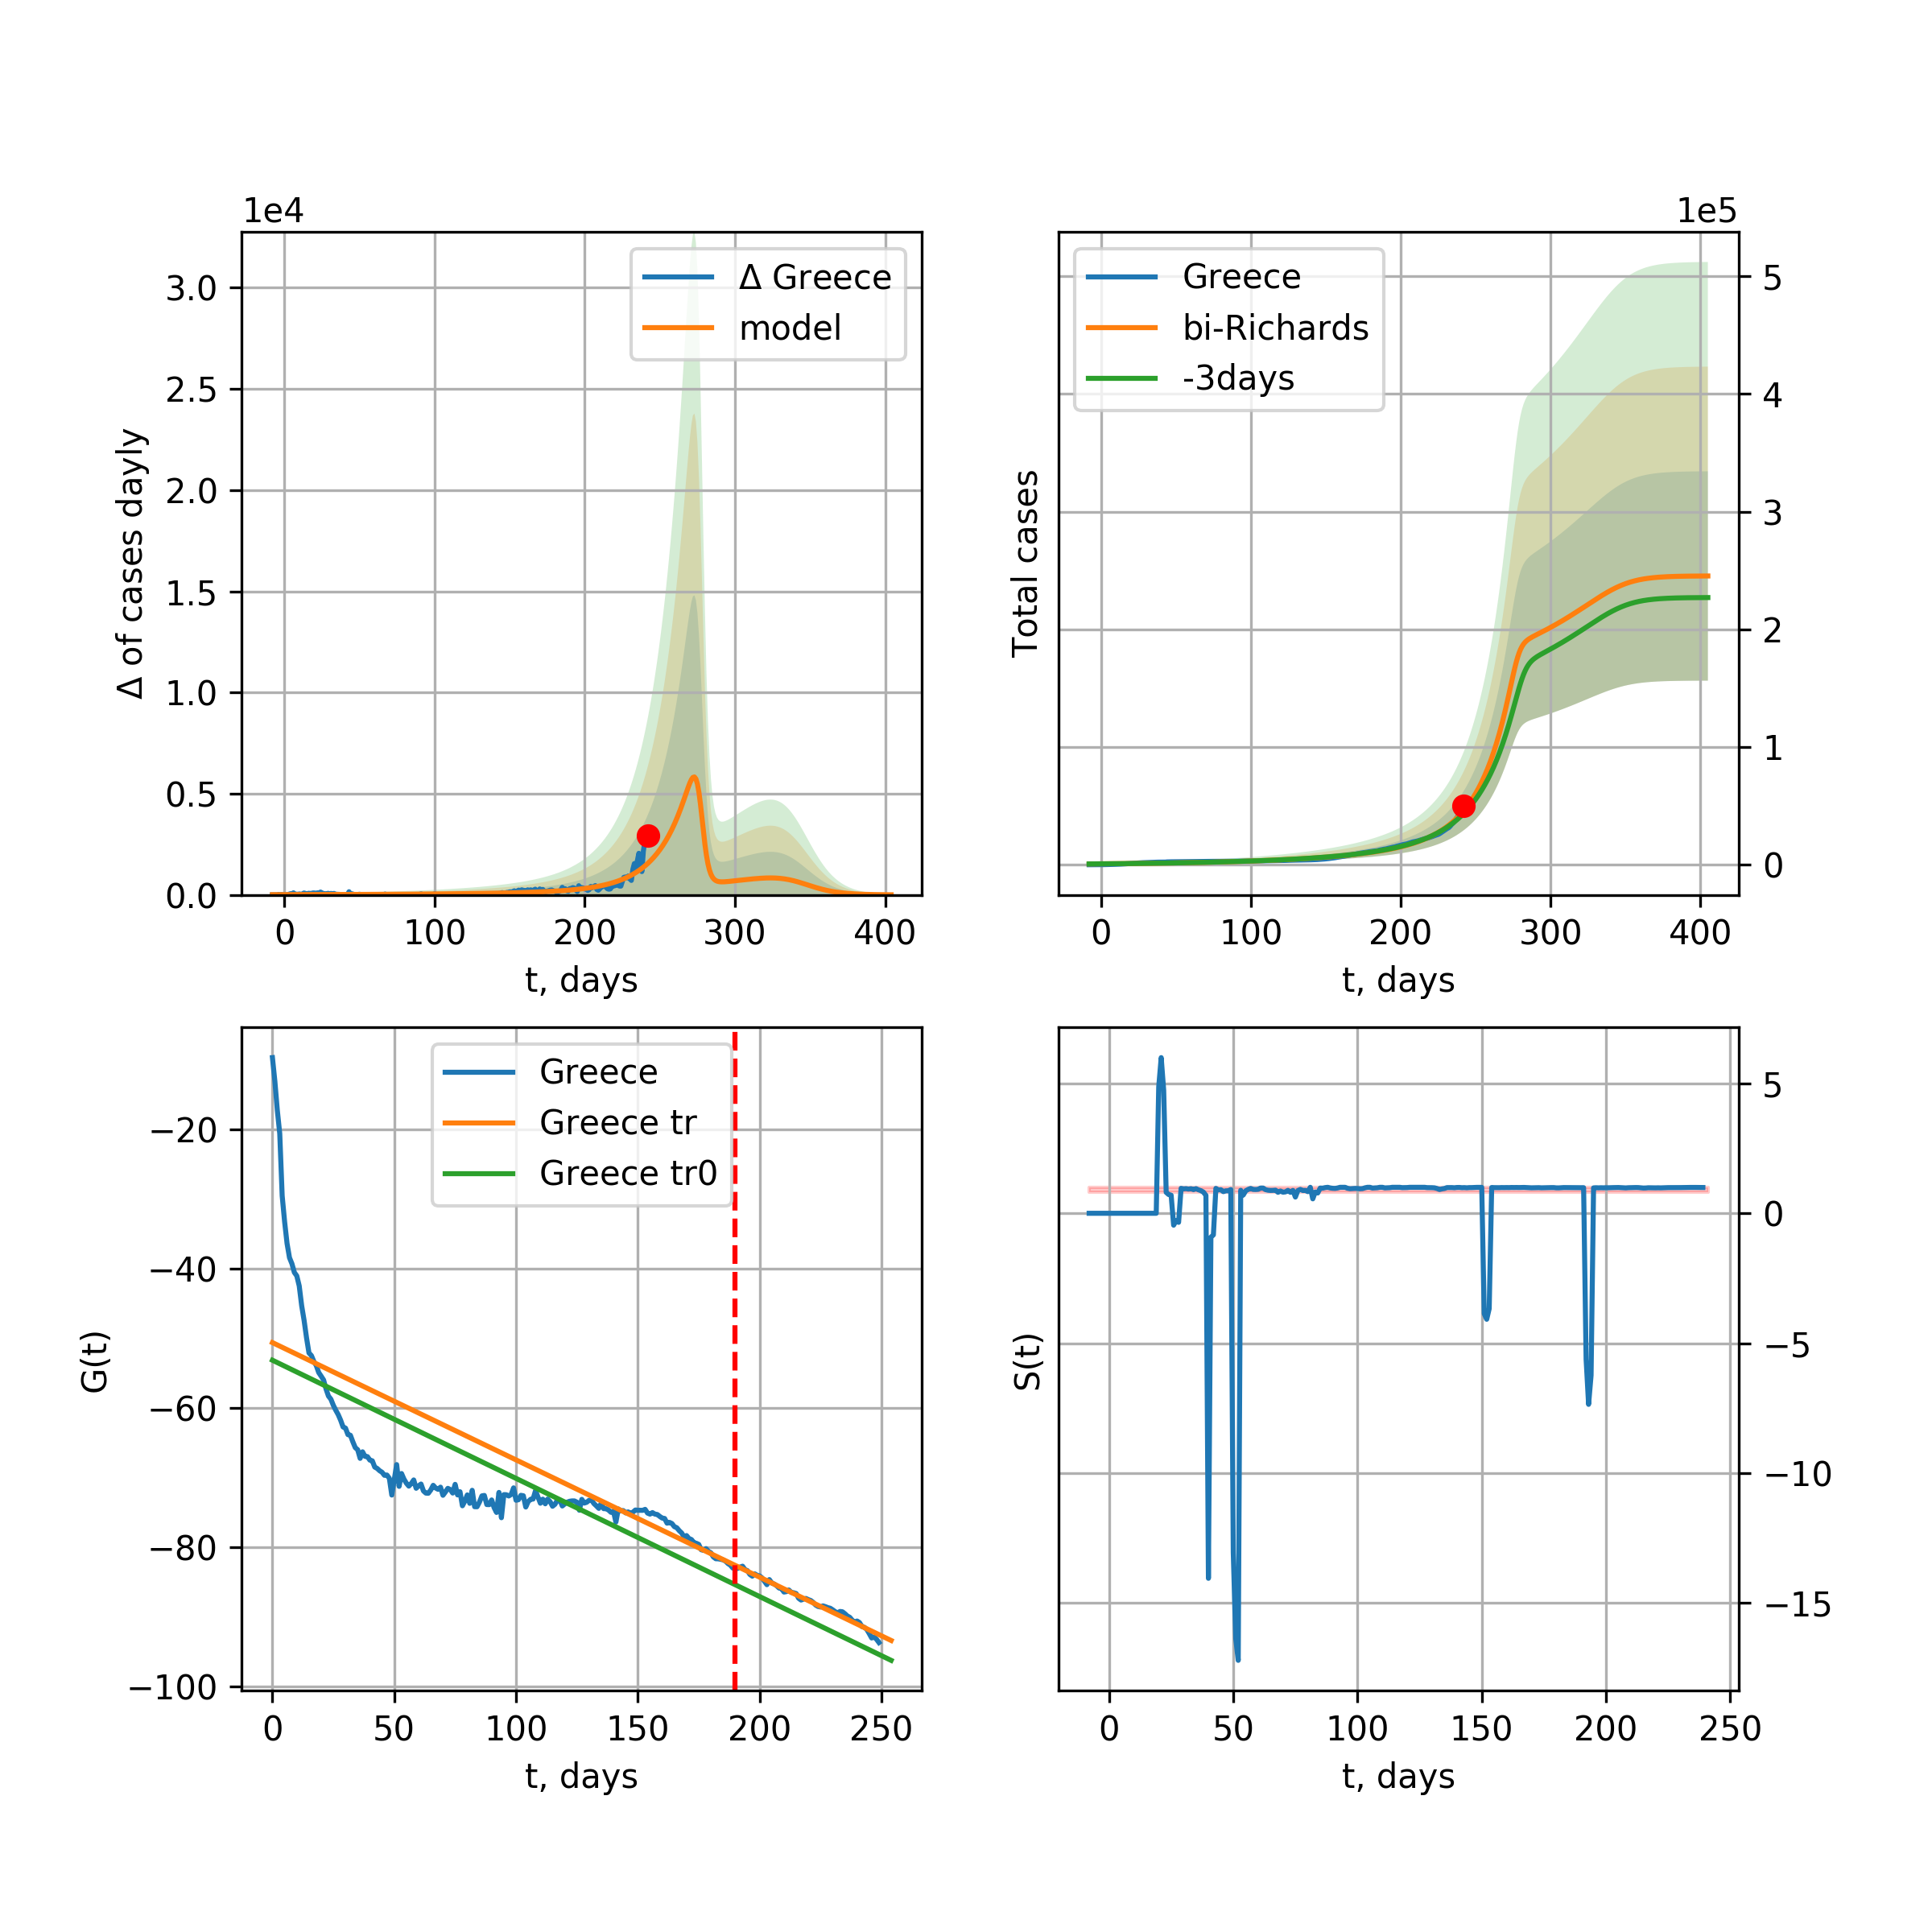 1e4
Δ of cases dayly
3.0
2.5
2.0
1.5
1.0
0.5
0.0
Δ Greece
model
0 100 200 300 400
t, days
1e5
Total cases
Greece
bi-Richards
-3days
5
4
3
2
1
0
0 100 200 300 400
t, days
G(t)
−20
−40
−60
−80
−100
Greece
Greece tr
Greece tr0
0 50 100 150 200 250
t, days
S(t)
5
0
−5
−10
−15
0 50 100 150 200 250
t, days